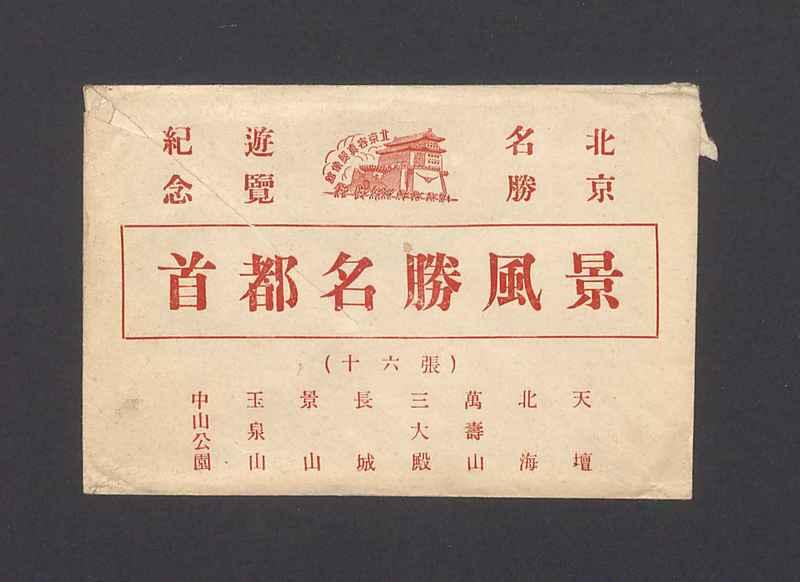 北京
名勝
遊覽
紀念
首都名勝風景
(十六張)
天壇
北海
萬壽山
三大殿
長城
景山
玉泉山
中山公園